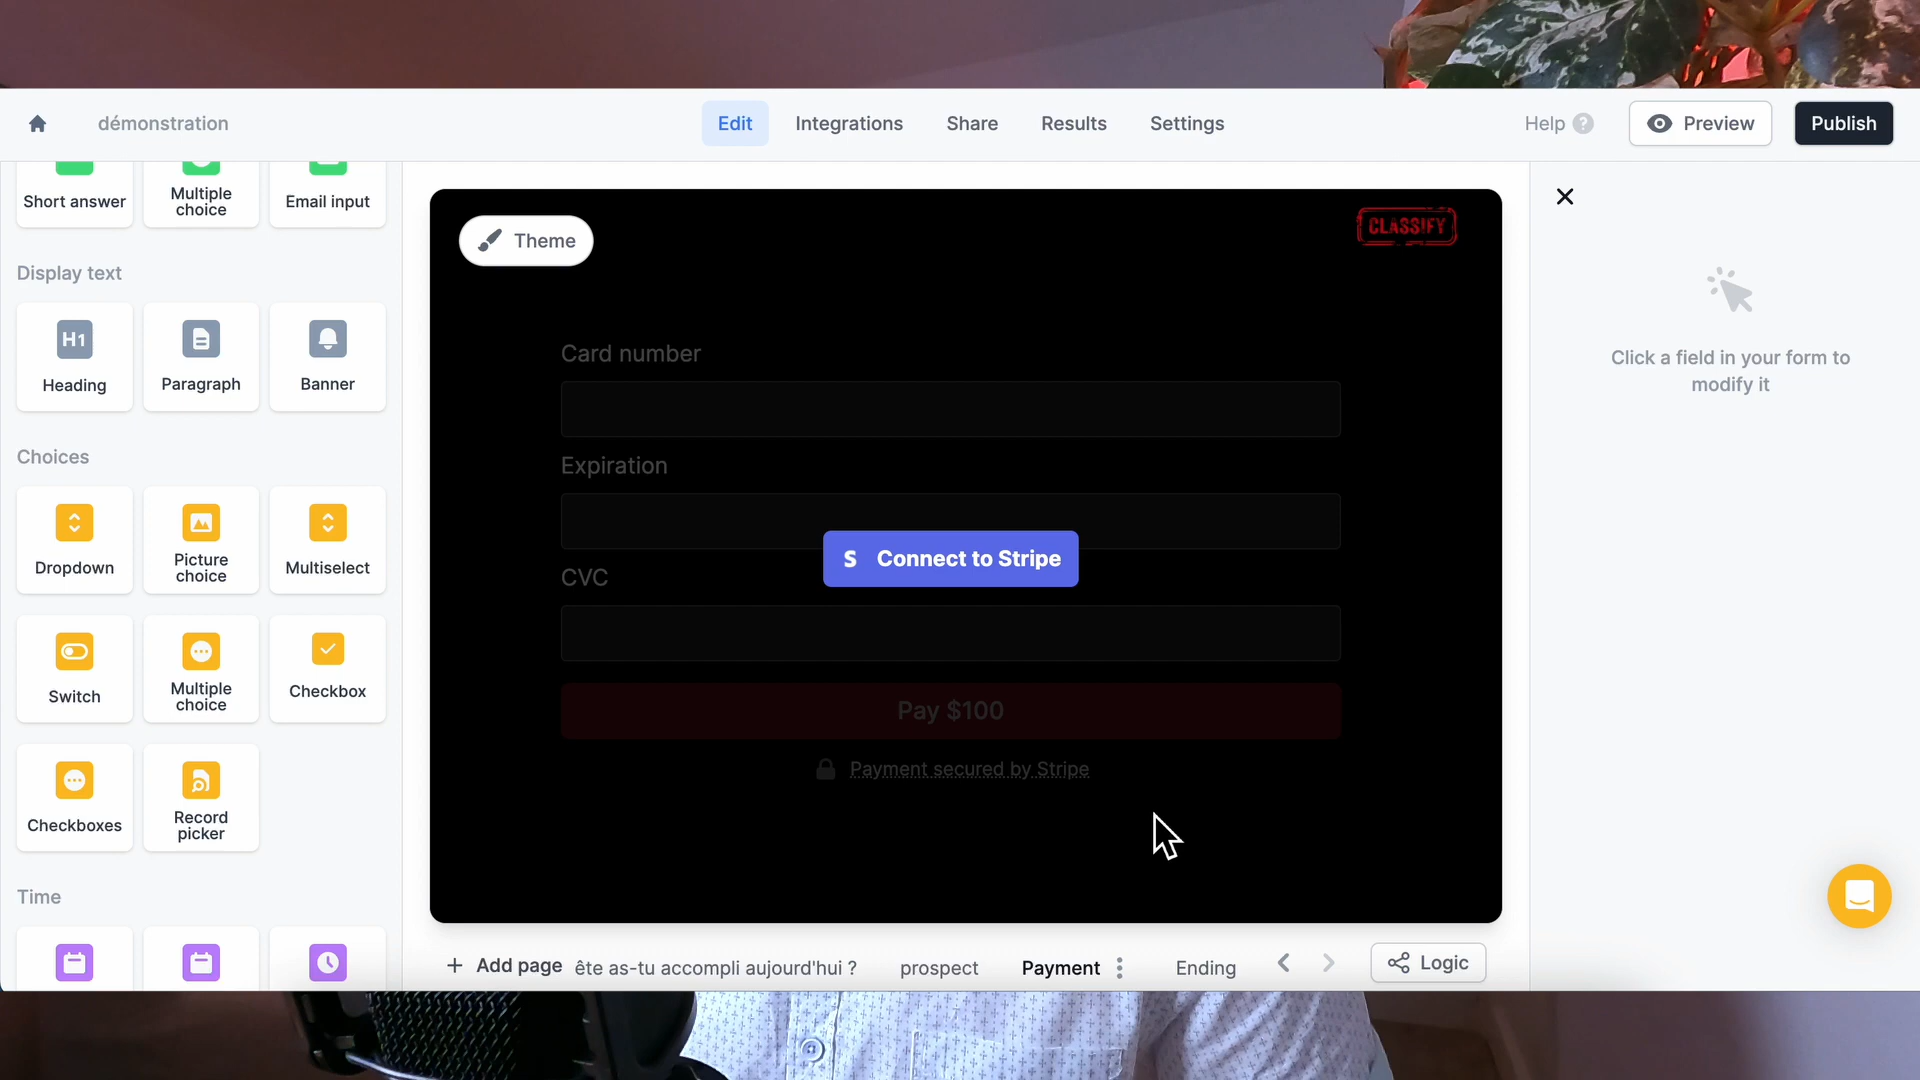 démonstration
Edit
Integrations
Share
Results
Settings
Help ?
Preview
Publish
Short answer
Multiple
choice
Email input
Display text
H1
Heading
Paragraph
Banner
Choices
Dropdown
Picture
choice
Multiselect
Switch
Multiple
choice
Checkbox
Checkboxes
Record
picker
Time
Theme
CLASSIFY
Card number
Expiration
S Connect to Stripe
CVC
Pay $100
Payment secured by Stripe
+ Add page
ête as-tu accompli aujourd'hui ?
prospect
Payment
Ending
Logic
Click a field in your form to
modify it